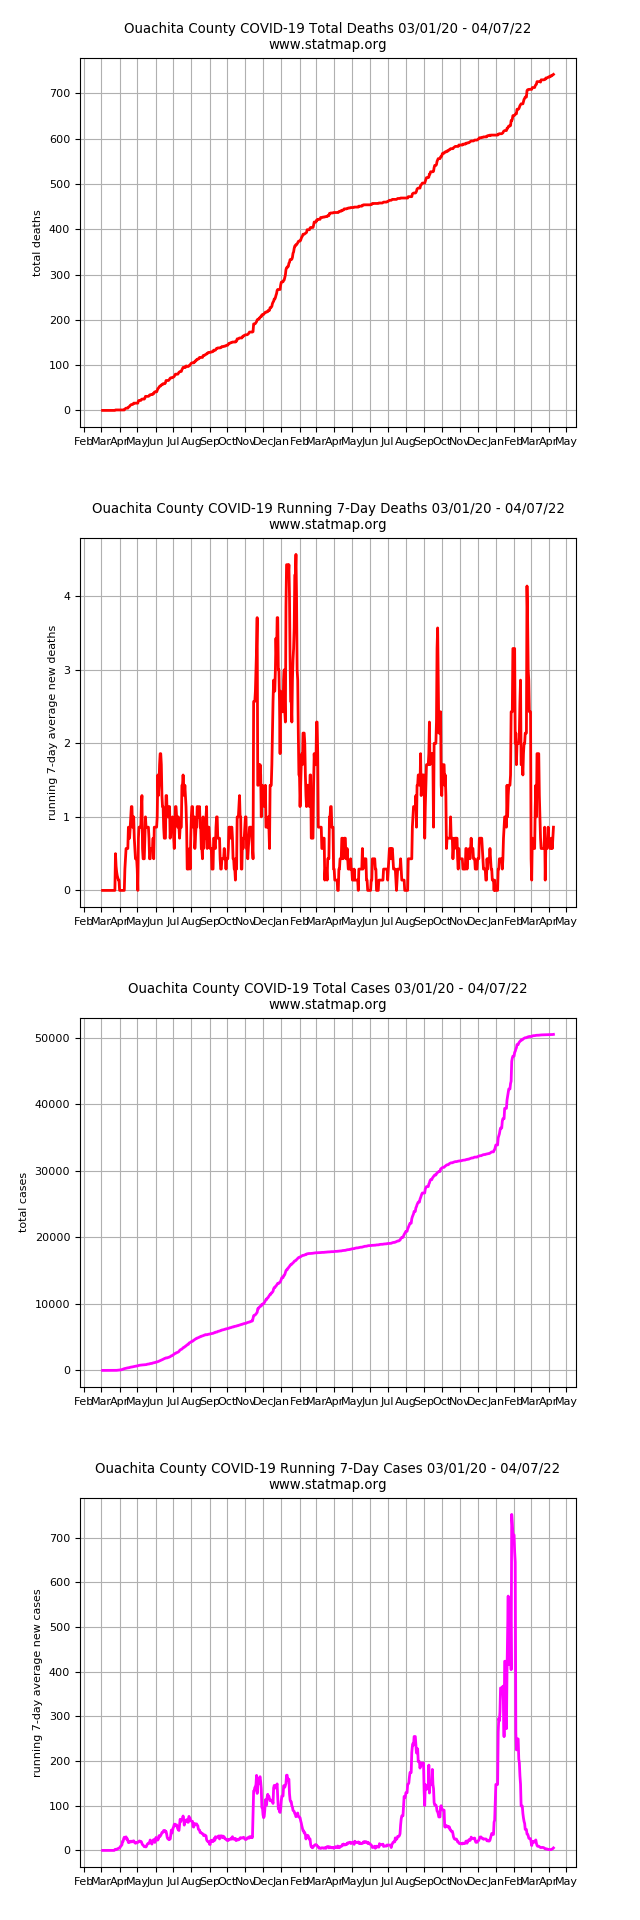 Ouachita County COVID-19 Total Deaths 03/01/20 - 04/07/22
www.statmap.org
700
600
500
400
300
200
100
0
total deaths
Feb Mar Apr May Jun Jul Aug Sep Oct Nov Dec Jan Feb Mar Apr May Jun Jul Aug Sep Oct Nov Dec Jan Feb Mar Apr May
Ouachita County COVID-19 Running 7-Day Deaths 03/01/20 - 04/07/22
www.statmap.org
4
3
2
1
0
running 7-day average new deaths
Feb Mar Apr May Jun Jul Aug Sep Oct Nov Dec Jan Feb Mar Apr May Jun Jul Aug Sep Oct Nov Dec Jan Feb Mar Apr May
Ouachita County COVID-19 Total Cases 03/01/20 - 04/07/22
www.statmap.org
50000
40000
30000
20000
10000
0
total cases
Feb Mar Apr May Jun Jul Aug Sep Oct Nov Dec Jan Feb Mar Apr May Jun Jul Aug Sep Oct Nov Dec Jan Feb Mar Apr May
Ouachita County COVID-19 Running 7-Day Cases 03/01/20 - 04/07/22
www.statmap.org
700
600
500
400
300
200
100
0
running 7-day average new cases
Feb Mar Apr May Jun Jul Aug Sep Oct Nov Dec Jan Feb Mar Apr May Jun Jul Aug Sep Oct Nov Dec Jan Feb Mar Apr May